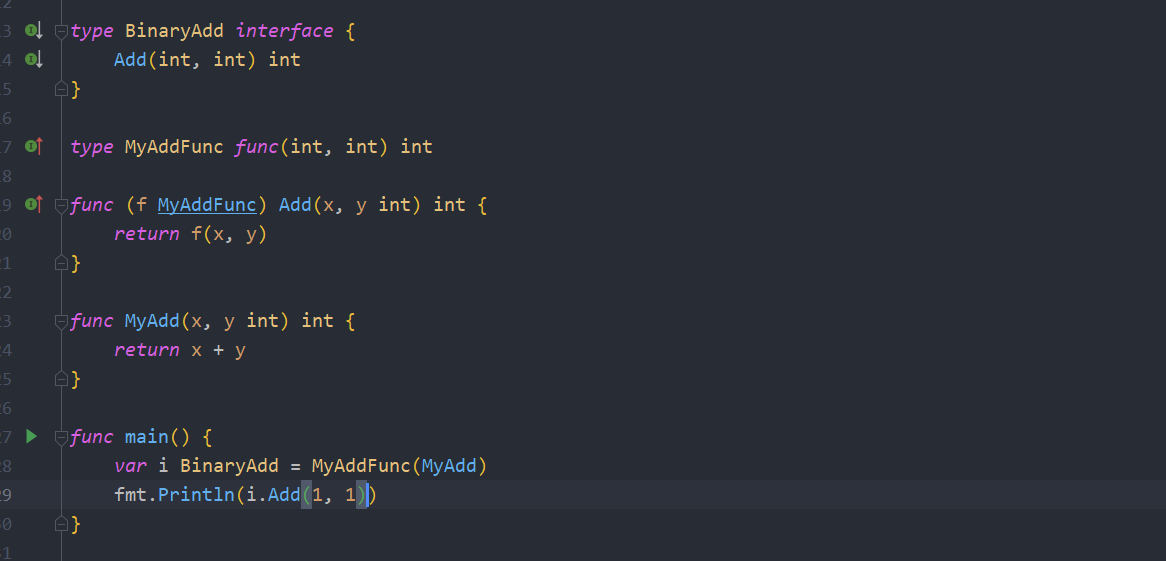 3 type BinaryAdd interface {
4     Add(int, int) int
5 }
6
7 type MyAddFunc func(int, int) int
8
9 func (f MyAddFunc) Add(x, y int) int {
0     return f(x, y)
1 }
2
3 func MyAdd(x, y int) int {
4     return x + y
5 }
6
7 func main() {
8     var i BinaryAdd = MyAddFunc(MyAdd)
9     fmt.Println(i.Add(1, 1))
0 }
1